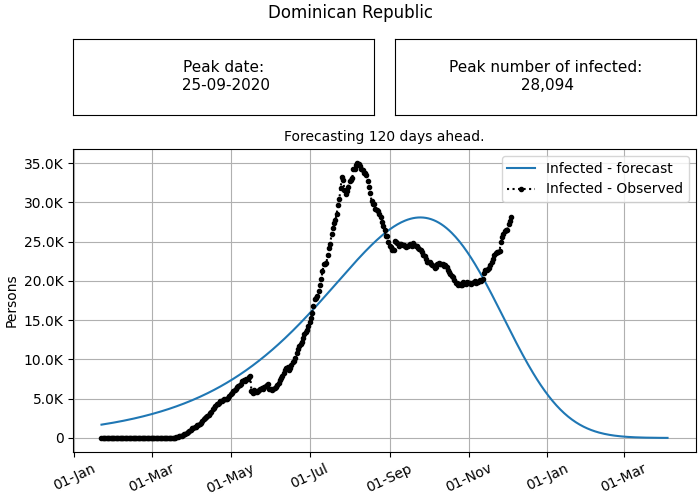 Dominican Republic
Peak date:
25-09-2020
Peak number of infected:
28,094
Forecasting 120 days ahead.
35.0K
30.0K
25.0K
20.0K
15.0K
10.0K
5.0K
0
Persons
Infected - forecast
Infected - Observed
01-Jan
01-Mar
01-May
01-Jul
01-Sep
01-Nov
01-Jan
01-Mar